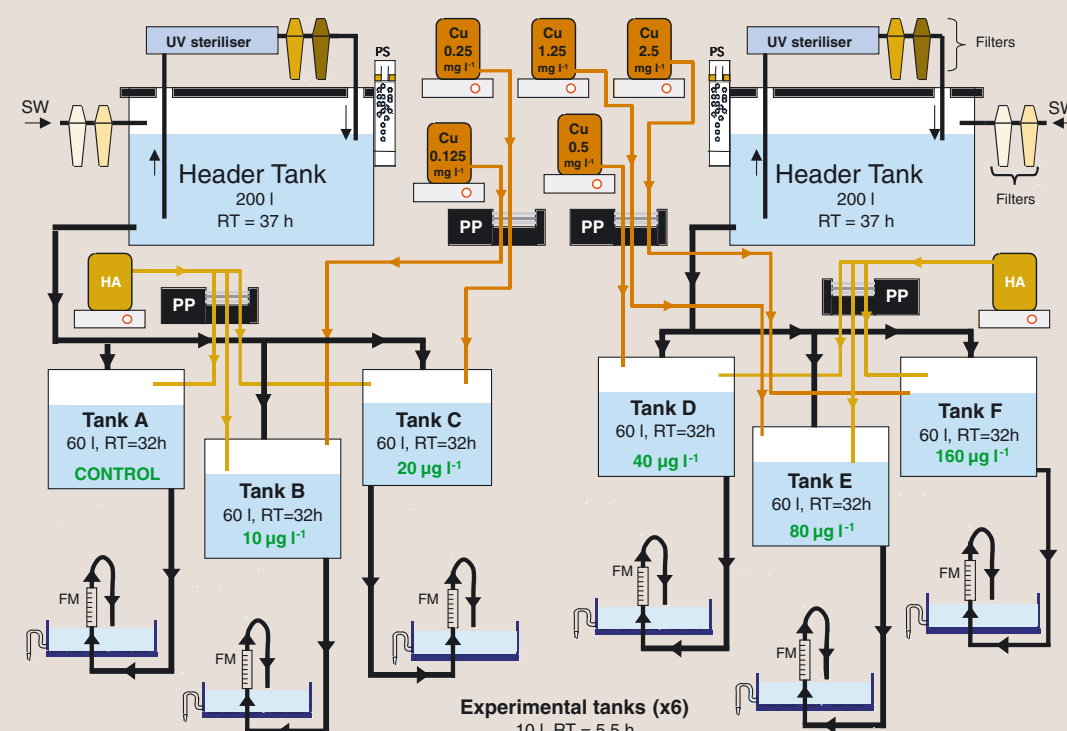 UV steriliser
PS
SW
Header Tank
200 l
RT = 37 h
Cu
0.25
mg l-1
Cu
1.25
mg l-1
Cu
2.5
mg l-1
Cu
0.125
mg l-1
Cu
0.5
mg l-1
PP
PP
PS
UV steriliser
Filters
SW
Header Tank
200 l
RT = 37 h
Filters
HA
PP
PP
HA
Tank A
60 l, RT=32h
CONTROL
Tank B
60 l, RT=32h
10 µg l-1
Tank C
60 l, RT=32h
20 µg l-1
Tank D
60 l, RT=32h
40 µg l-1
Tank E
60 l, RT=32h
80 µg l-1
Tank F
60 l, RT=32h
160 µg l-1
FM
FM
FM
FM
FM
FM
Experimental tanks (x6)
10 l, RT = 5.5 h